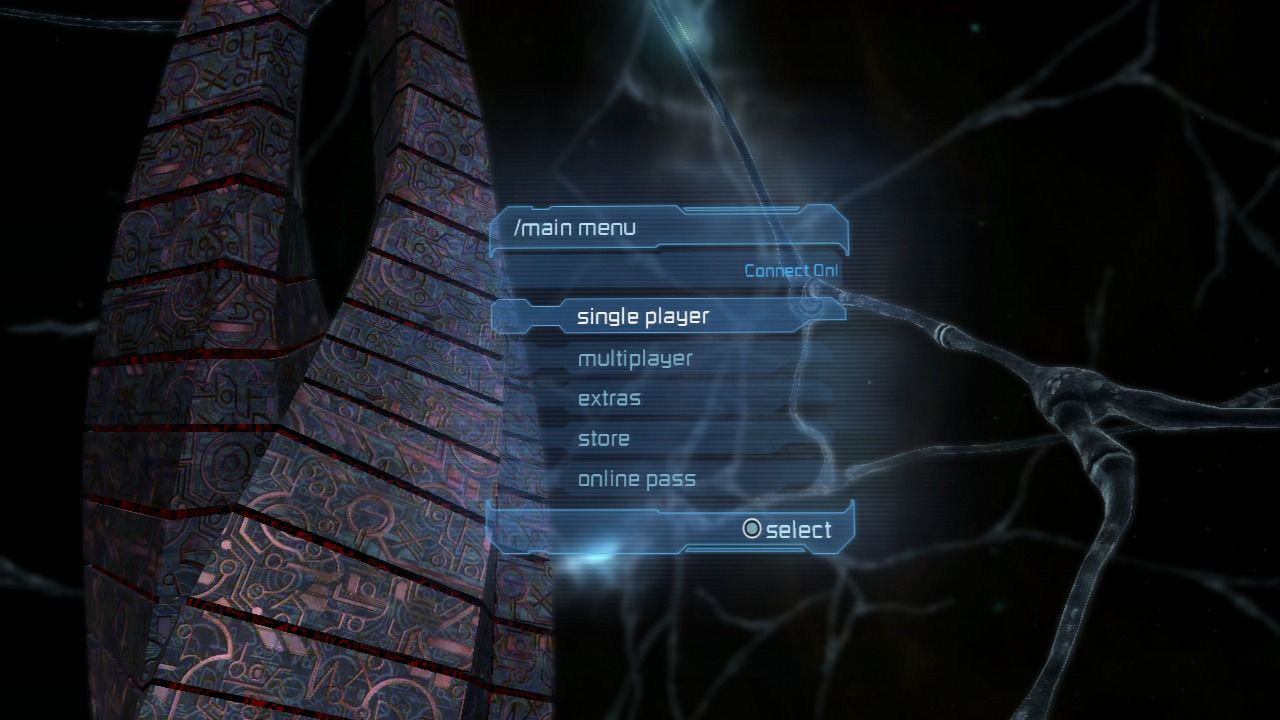 /main menu
Connect Onl
single player
multiplayer
extras
store
online pass
select